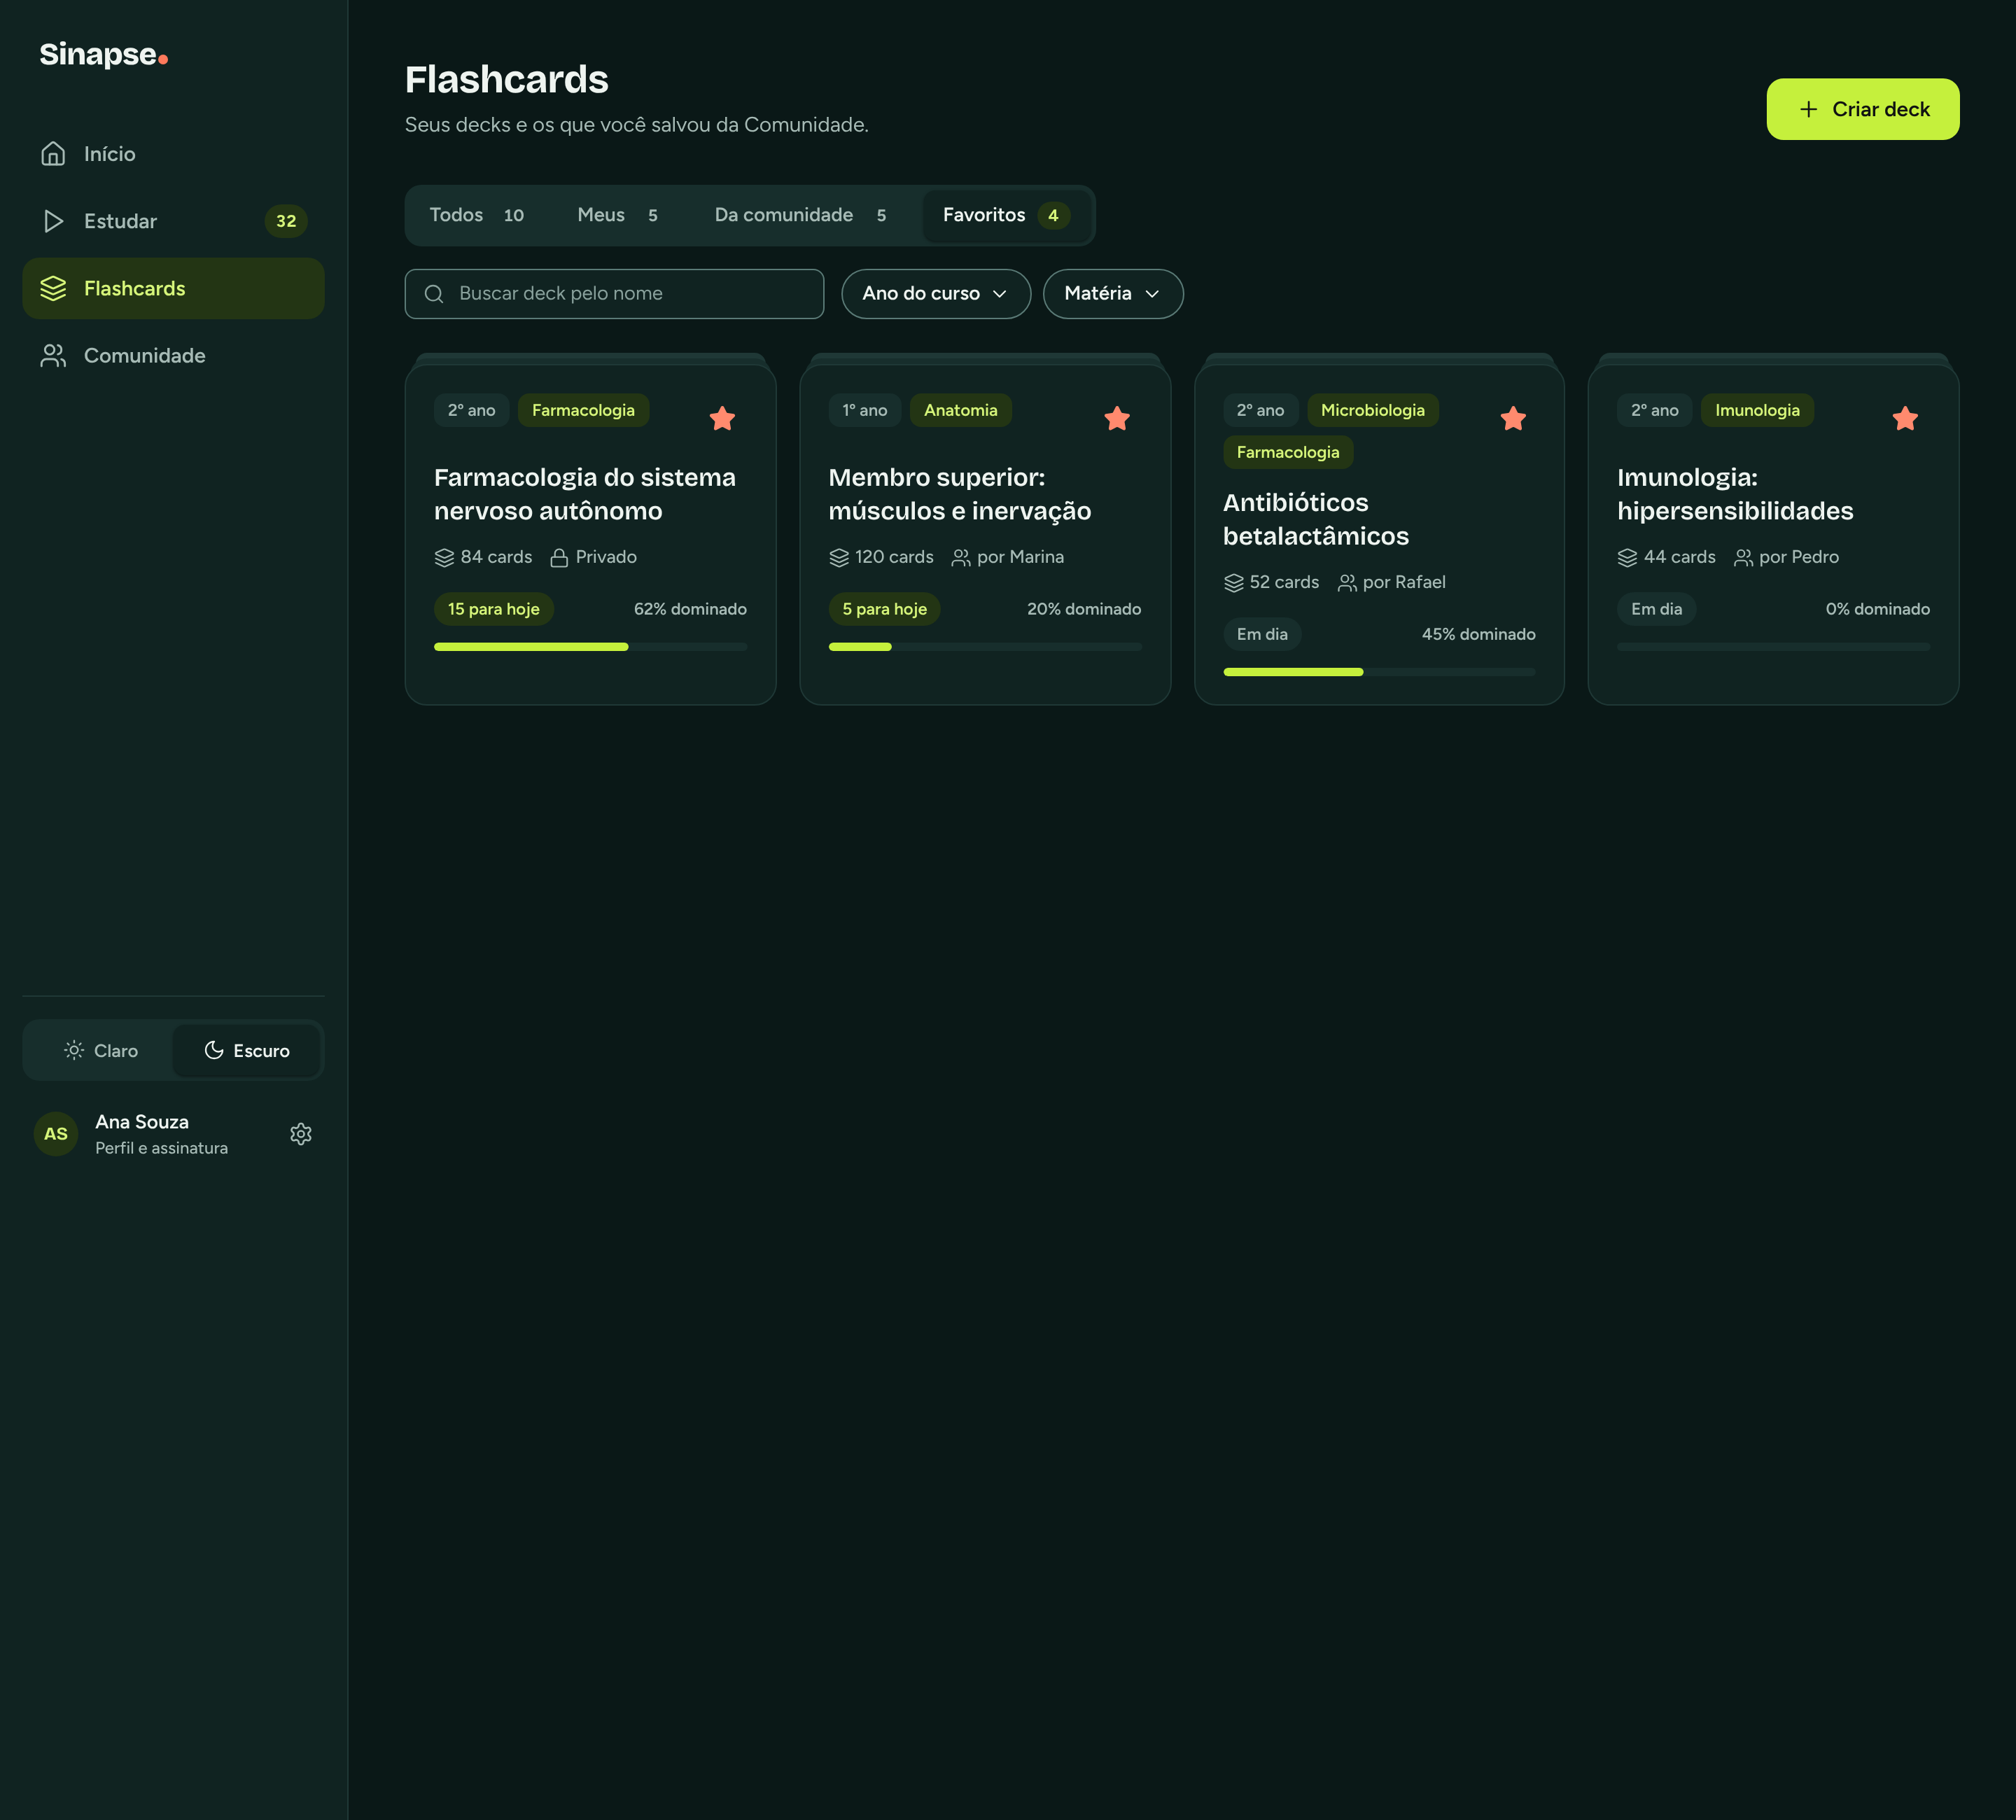 Sinapse.
Início
Estudar 32
Flashcards
Comunidade
Claro Escuro
AS
Ana Souza
Perfil e assinatura
Flashcards
Seus decks e os que você salvou da Comunidade.
Criar deck
Todos 10 Meus 5 Da comunidade 5 Favoritos 4
Buscar deck pelo nome Ano do curso Matéria
2º ano Farmacologia
Farmacologia do sistema
nervoso autônomo
84 cards Privado
15 para hoje 62% dominado
1º ano Anatomia
Membro superior:
músculos e inervação
120 cards por Marina
5 para hoje 20% dominado
2º ano Microbiologia
Farmacologia
Antibióticos
betalactâmicos
52 cards por Rafael
Em dia 45% dominado
2º ano Imunologia
Imunologia:
hipersensibilidades
44 cards por Pedro
Em dia 0% dominado